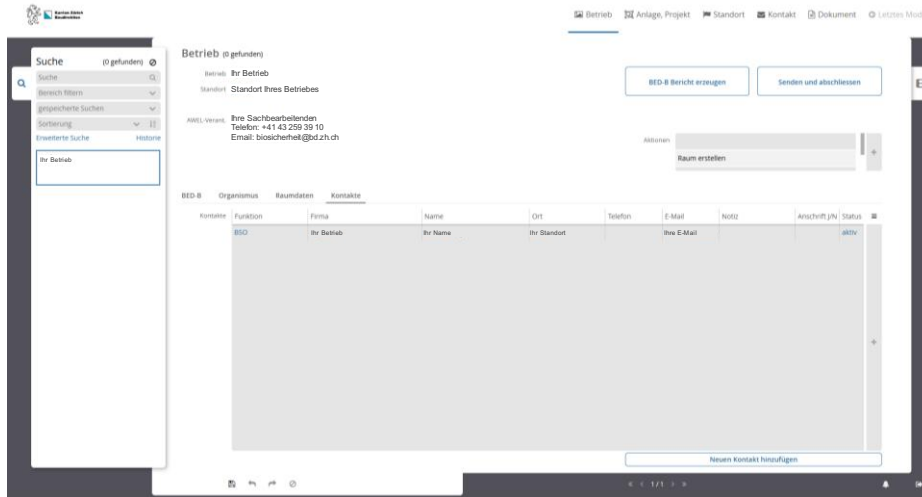 Kanton Zürich
Baudirektion
Betrieb
Anlage, Projekt
Standort
Kontakt
Dokument
Letztes Mod
Suche (0 gefunden)
Suche
Bereich filtern
gespeicherte Suchen
Sortierung
Erweiterte Suche Historie
Ihr Betrieb
Betrieb (0 gefunden)
Betrieb Ihr Betrieb
Standort Standort Ihres Betriebes
AWEL-Verant. Ihre Sachbearbeitenden
Telefon: +41 43 259 39 10
Email: biosicherheit@bd.zh.ch
BED-B Bericht erzeugen
Senden und abschliessen
Aktionen
Raum erstellen
BED-B Organismus Raumdaten Kontakte
Kontakte Funktion Firma Name Ort Telefon E-Mail Notiz Anschrift J/N Status
BSO Ihr Betrieb Ihr Name Ihr Standort Ihre E-Mail aktiv
Neuen Kontakt hinzufügen
1/1